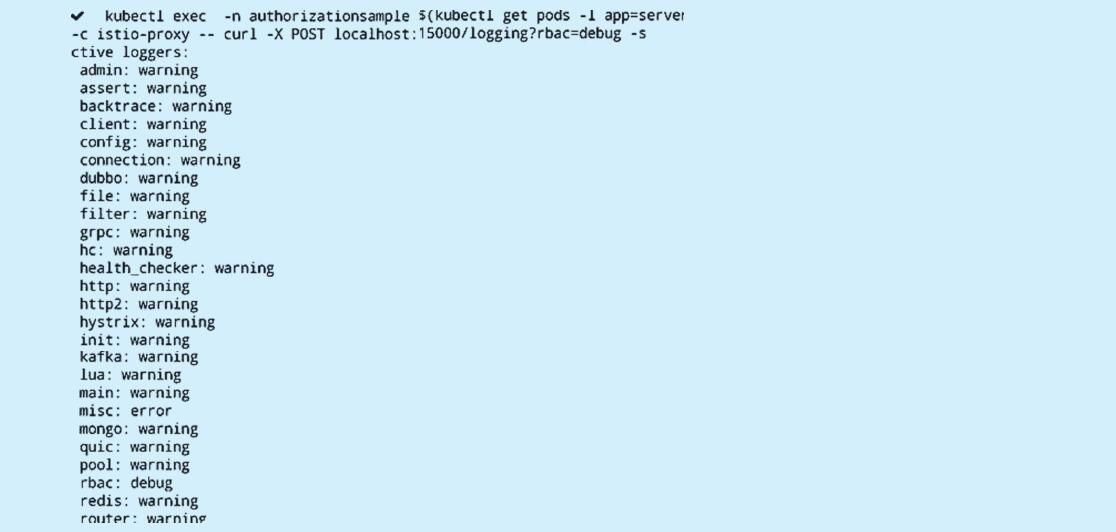 ✔ kubectl exec -n authorizationsample $(kubectl get pods -l app=server
-c istio-proxy -- curl -X POST localhost:15000/logging?rbac=debug -s
ctive loggers:
admin: warning
assert: warning
backtrace: warning
client: warning
config: warning
connection: warning
dubbo: warning
file: warning
filter: warning
grpc: warning
hc: warning
health_checker: warning
http: warning
http2: warning
hystrix: warning
init: warning
kafka: warning
lua: warning
main: warning
misc: error
mongo: warning
quic: warning
pool: warning
rbac: debug
redis: warning
router: warning